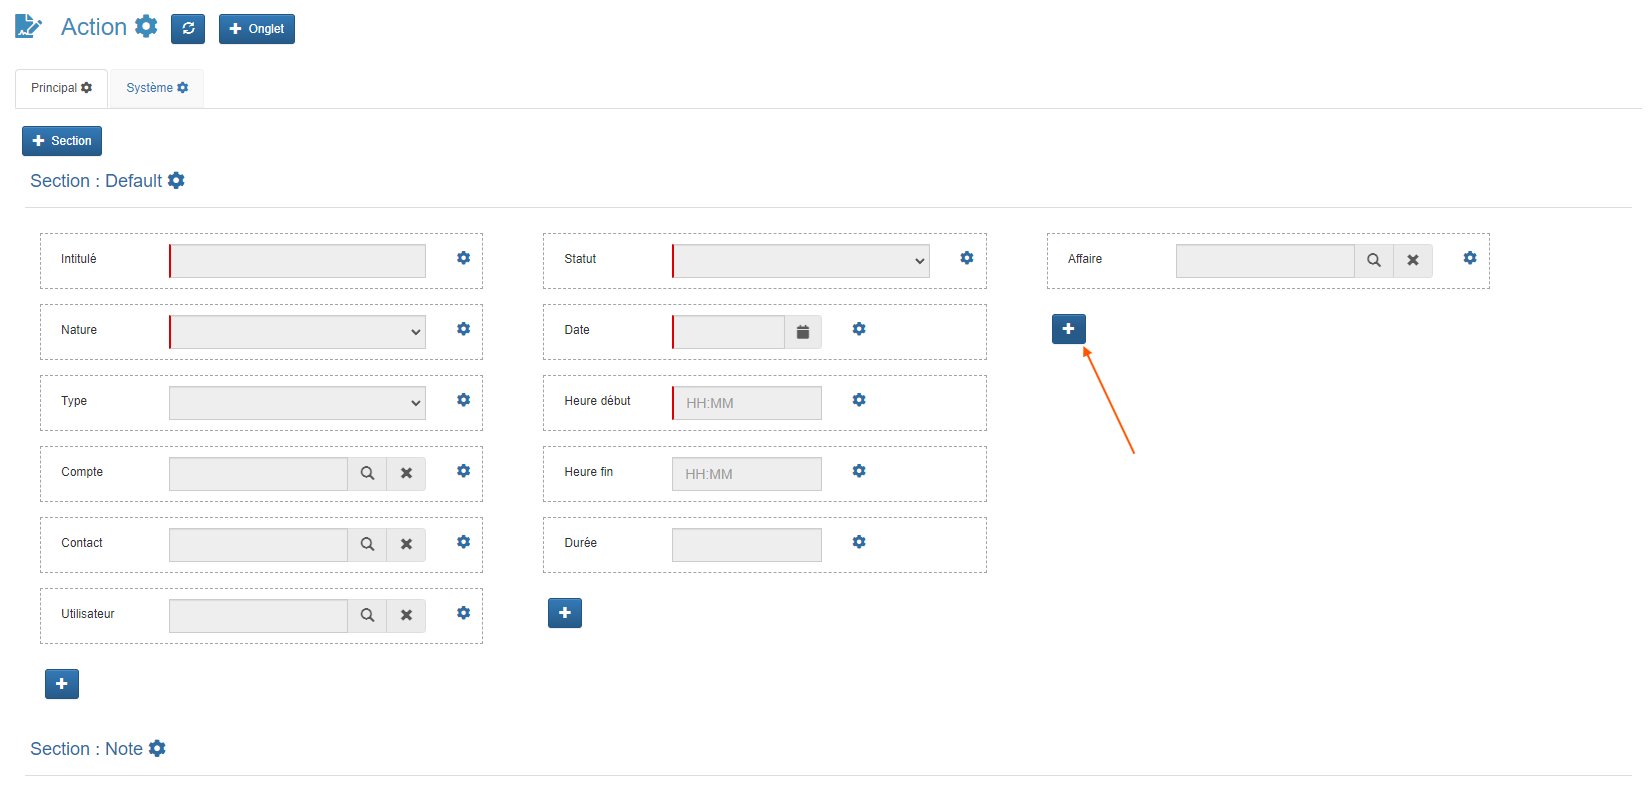 Action
Onglet
Principal
Système
Section
Section : Default
Intitulé
Statut
Affaire
Nature
Date
Type
Heure début
HH:MM
Compte
Heure fin
HH:MM
Contact
Durée
Utilisateur
Section : Note